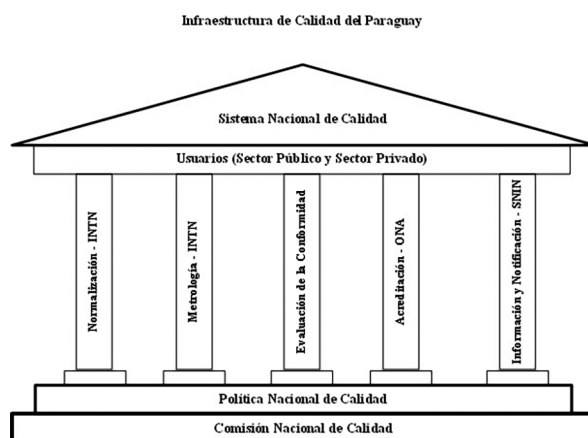 Infraestructura de Calidad del Paraguay
Sistema Nacional de Calidad
Usuarios (Sector Público y Sector Privado)
Normalización - INTN
Metrología - INTN
Evaluación de la Conformidad
Acreditación - ONA
Información y Notificación - SNIN
Política Nacional de Calidad
Comisión Nacional de Calidad